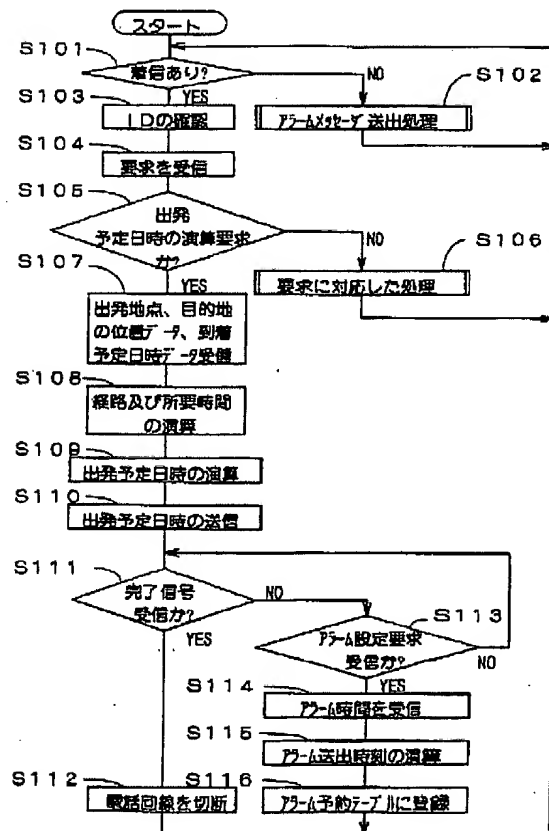 スタート
S101
着信あり?
NO
S102
S103
YES
IDの確認
アラームメッセージ送出処理
S104
要求を受信
S105
出発
予定日時の演算要求
か?
NO
S106
S107
YES
要求に対応した処理
出発地点、目的地
の位置データ、到着
予定日時データ受信
S108
経路及び所要時間
の演算
S109
出発予定日時の演算
S110
出発予定日時の送信
S111
完了信号
受信か?
NO
YES
S113
アラーム設定要求
受信か?
NO
S114
YES
アラーム時間を受信
S115
アラーム送出時刻の演算
S112
S116
電話回線を切断
アラーム予約テーブルに登録